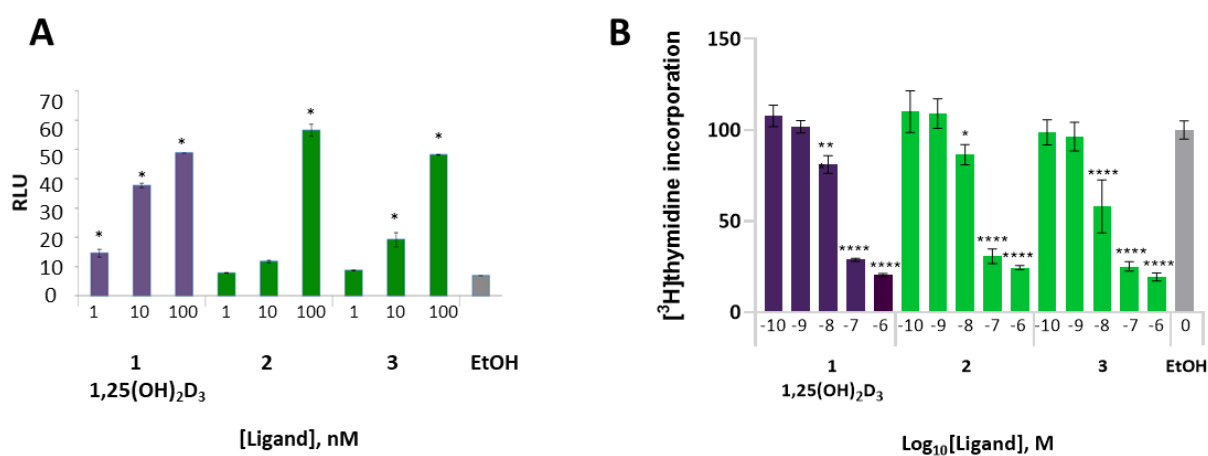 A
RLU
70
60
50
40
30
20
10
0
* * * * * *
1 10 100 1 10 100 1 10 100
1 2 3 EtOH
1,25(OH)₂D₃
[Ligand], nM
B
[³H]thymidine incorporation
150
100
50
0
** **** **** * **** **** **** **** ****
-10 -9 -8 -7 -6 -10 -9 -8 -7 -6 -10 -9 -8 -7 -6 0
1 2 3 EtOH
1,25(OH)₂D₃
Log₁₀[Ligand], M